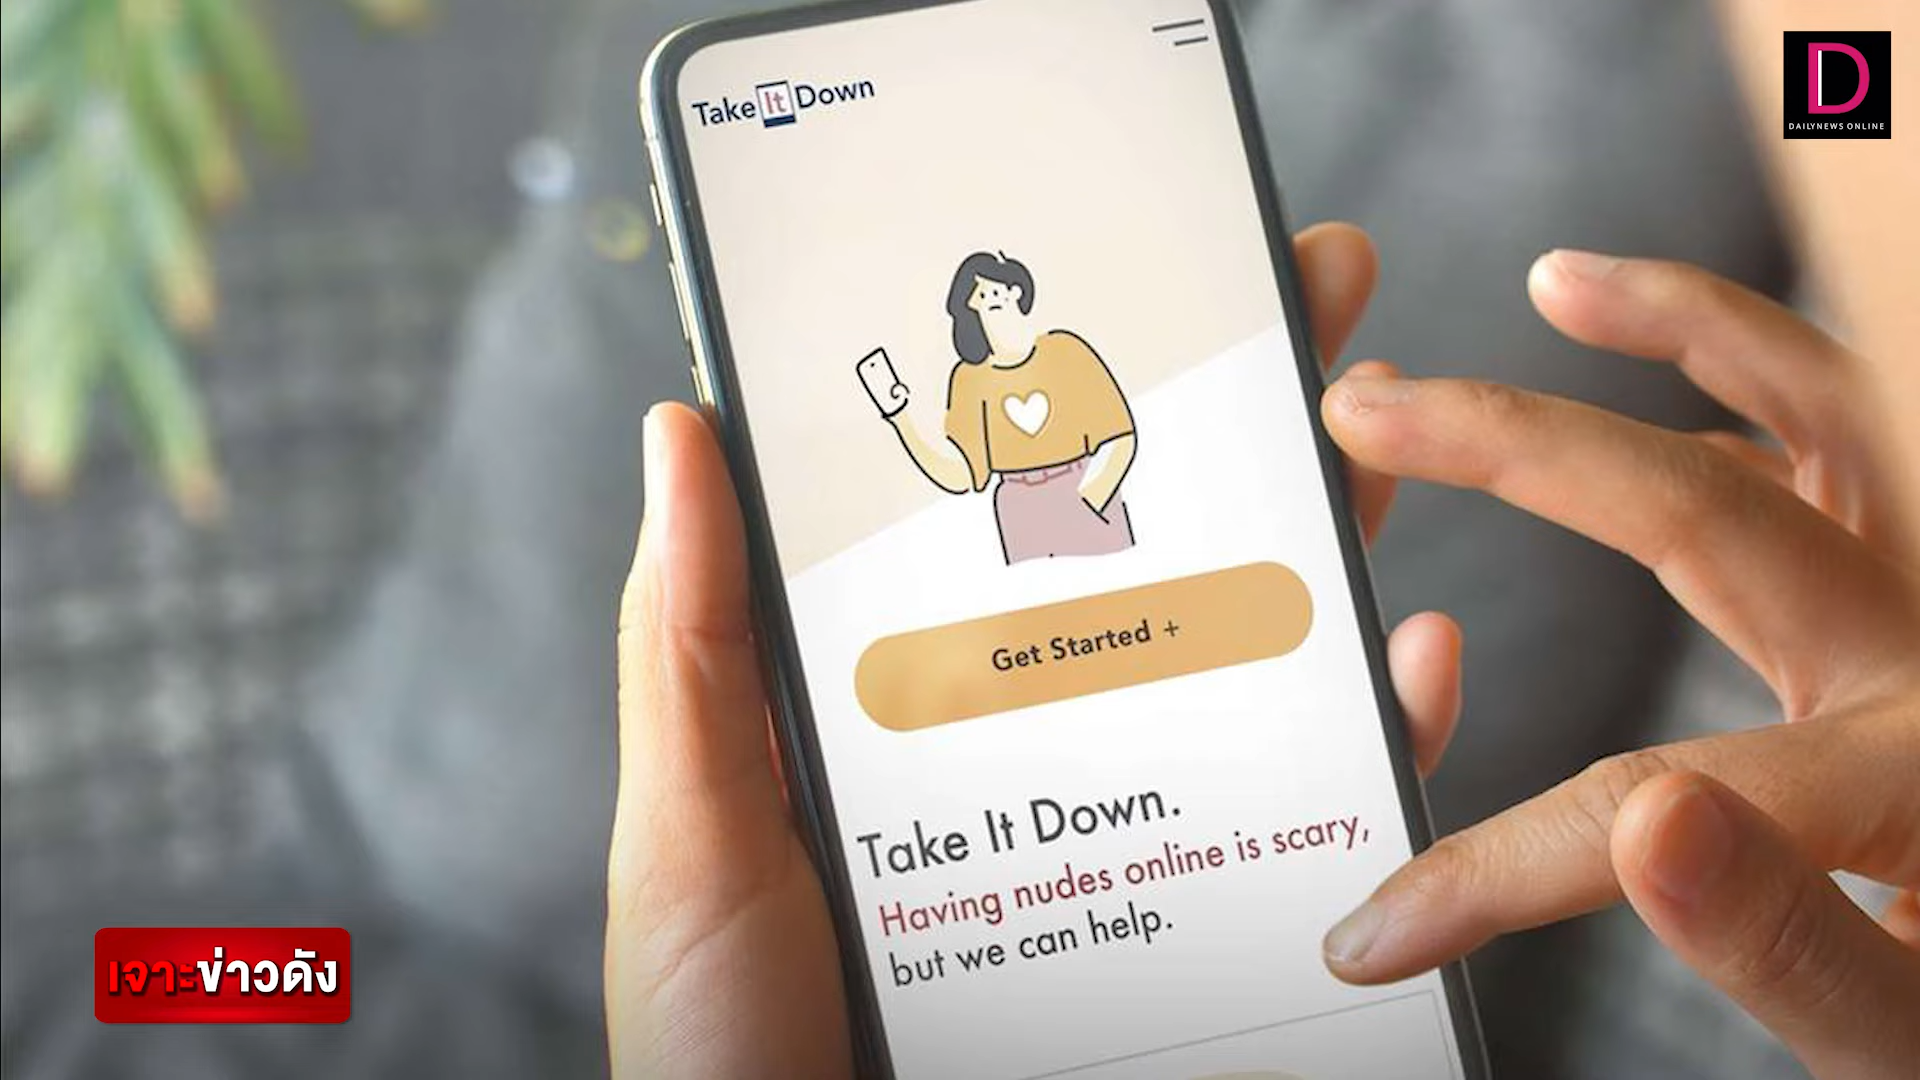 Take It Down
D
DAILYNEWS ONLINE
Get Started +
Take It Down.
Having nudes online is scary,
but we can help.
เจาะข่าวดัง